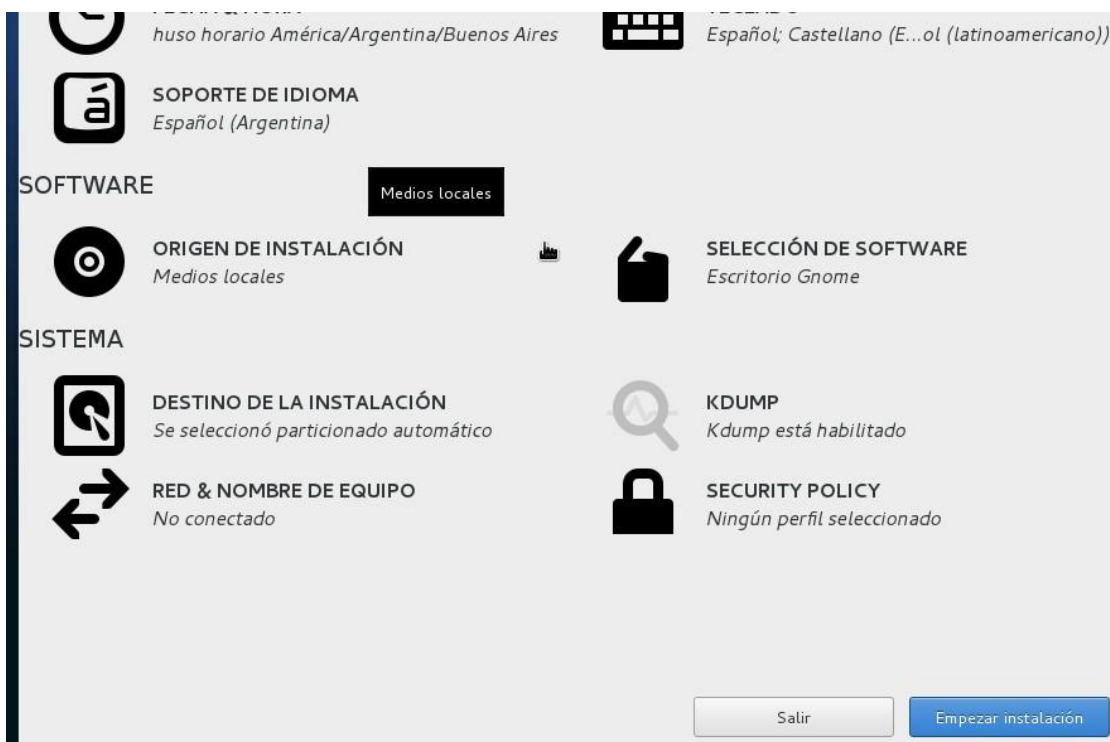 huso horario América/Argentina/Buenos Aires
Español; Castellano (E...ol (latinoamericano))
á
SOPORTE DE IDIOMA
Español (Argentina)
SOFTWARE
Medios locales
ORIGEN DE INSTALACIÓN
Medios locales
SELECCIÓN DE SOFTWARE
Escritorio Gnome
SISTEMA
DESTINO DE LA INSTALACIÓN
Se seleccionó particionado automático
KDUMP
Kdump está habilitado
RED & NOMBRE DE EQUIPO
No conectado
SECURITY POLICY
Ningún perfil seleccionado
Salir
Empezar instalación